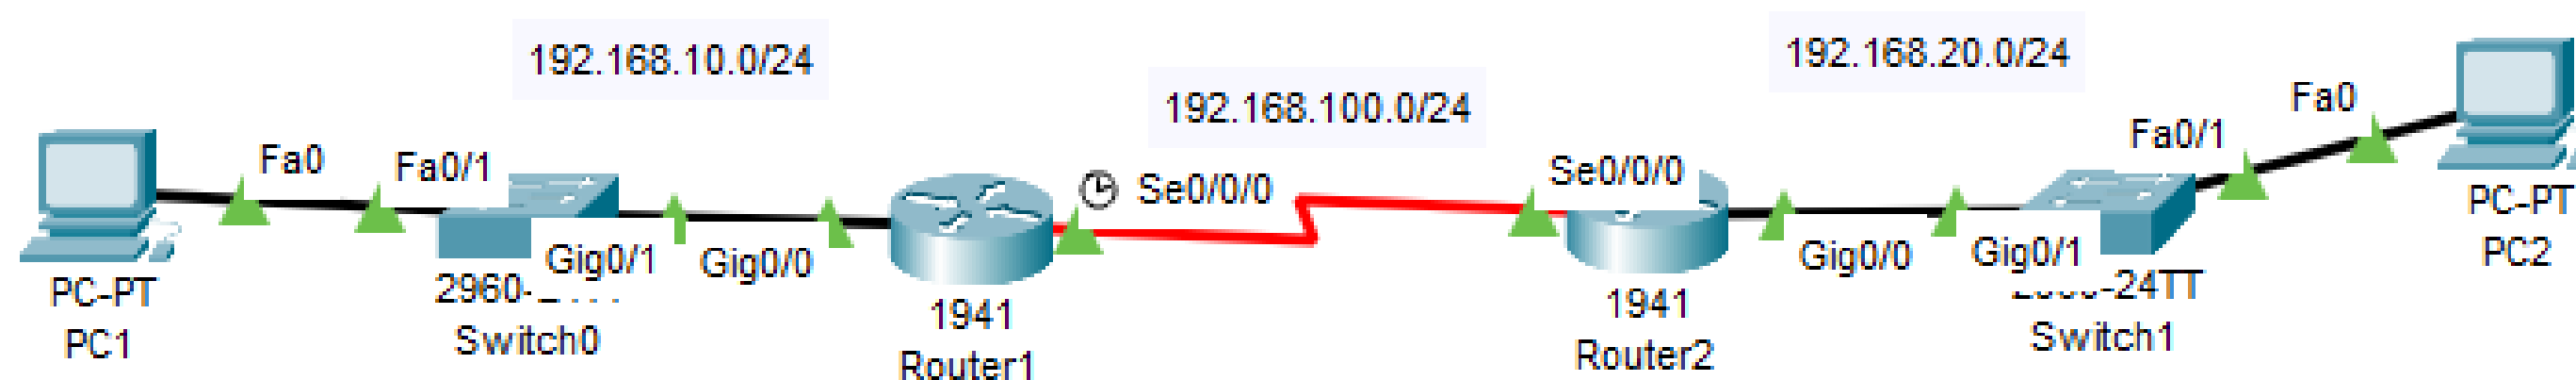 192.168.10.0/24
192.168.100.0/24
192.168.20.0/24
Fa0
Fa0/1
Gig0/1
Gig0/0
Se0/0/0
Se0/0/0
Gig0/0
Gig0/1
Fa0/1
Fa0
PC-PT
PC1
2960-
Switch0
1941
Router1
1941
Router2
-24TT
Switch1
PC-PT
PC2